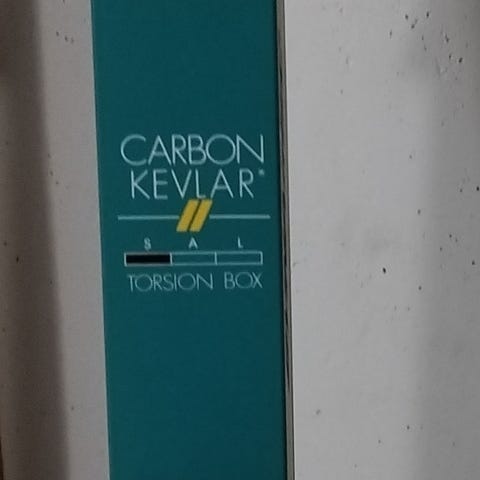 CARBON
KEVLAR®
S A L
TORSION BOX